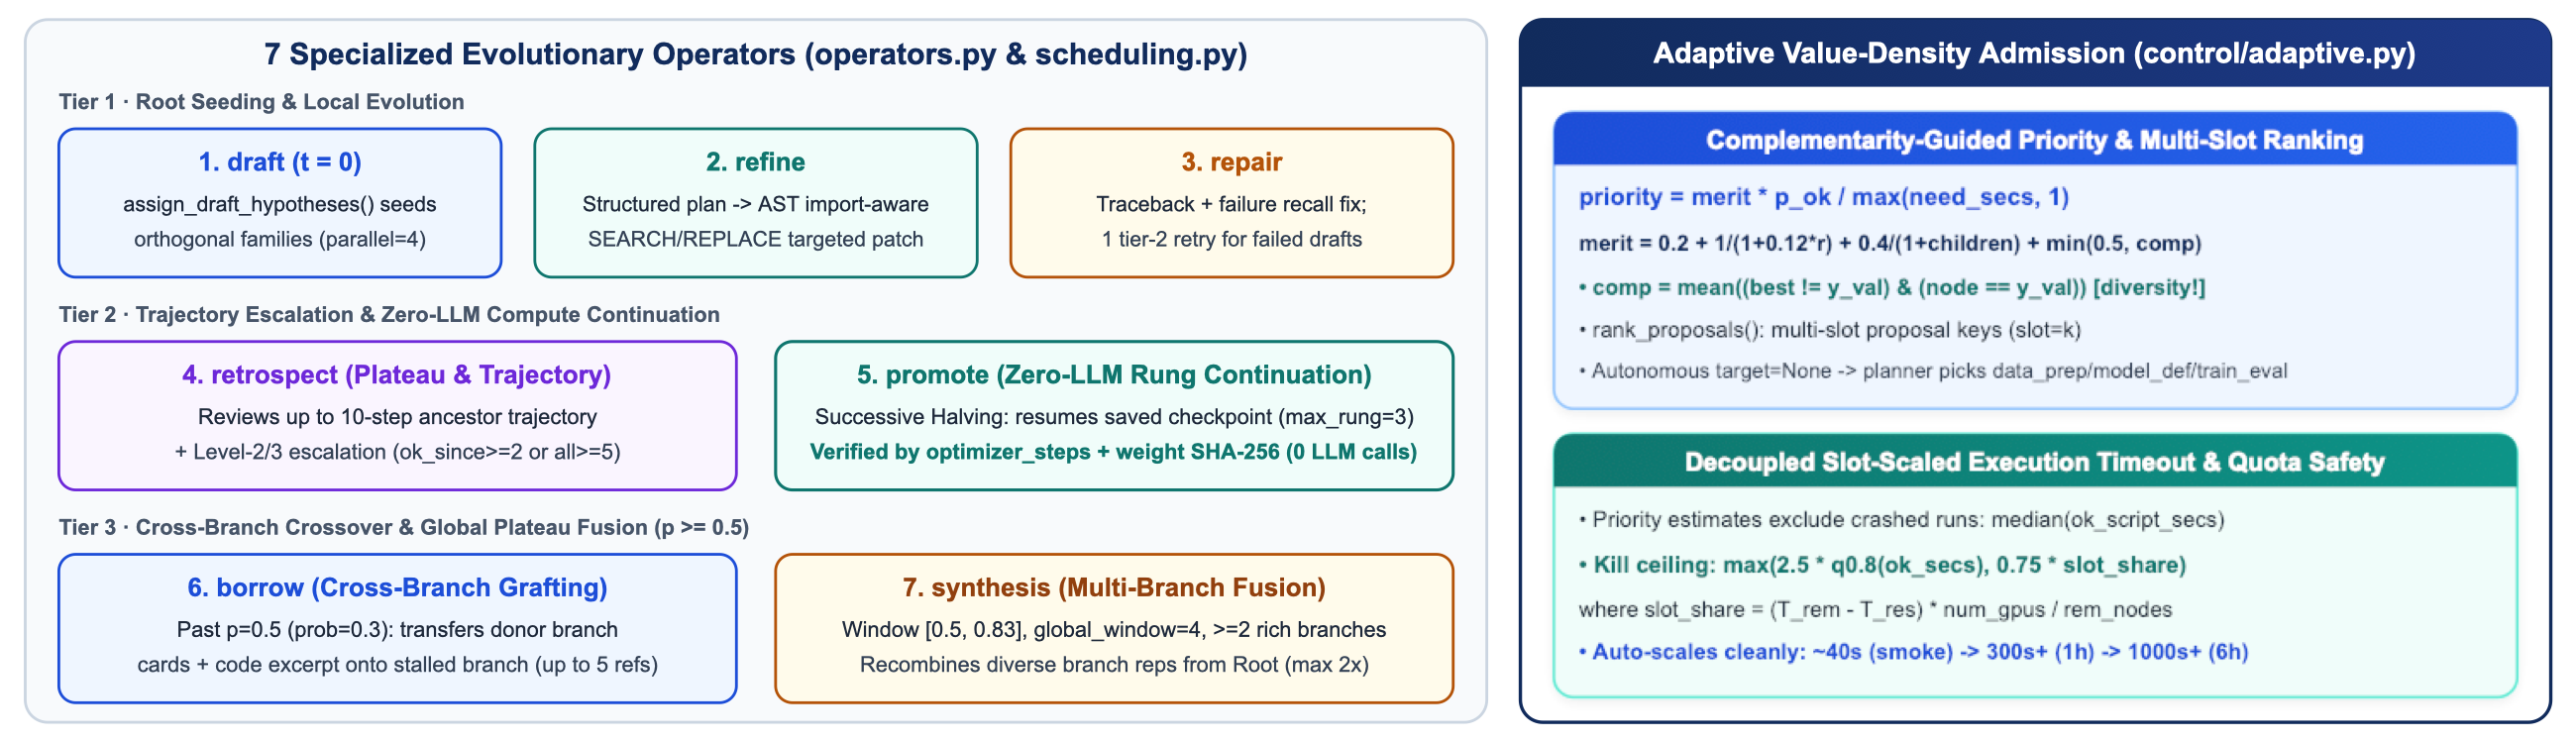 7 Specialized Evolutionary Operators (operators.py & scheduling.py)
Tier 1 · Root Seeding & Local Evolution
1. draft (t = 0)
assign_draft_hypotheses() seeds
orthogonal families (parallel=4)
2. refine
Structured plan -> AST import-aware
SEARCH/REPLACE targeted patch
3. repair
Traceback + failure recall fix;
1 tier-2 retry for failed drafts
Tier 2 · Trajectory Escalation & Zero-LLM Compute Continuation
4. retrospect (Plateau & Trajectory)
Reviews up to 10-step ancestor trajectory
+ Level-2/3 escalation (ok_since>=2 or all>=5)
5. promote (Zero-LLM Rung Continuation)
Successive Halving: resumes saved checkpoint (max_rung=3)
Verified by optimizer_steps + weight SHA-256 (0 LLM calls)
Tier 3 · Cross-Branch Crossover & Global Plateau Fusion (p >= 0.5)
6. borrow (Cross-Branch Grafting)
Past p=0.5 (prob=0.3): transfers donor branch
cards + code excerpt onto stalled branch (up to 5 refs)
7. synthesis (Multi-Branch Fusion)
Window [0.5, 0.83], global_window=4, >=2 rich branches
Recombines diverse branch reps from Root (max 2x)
Adaptive Value-Density Admission (control/adaptive.py)
Complementarity-Guided Priority & Multi-Slot Ranking
priority = merit * p_ok / max(need_secs, 1)
merit = 0.2 + 1/(1+0.12*r) + 0.4/(1+children) + min(0.5, comp)
• comp = mean((best != y_val) & (node == y_val)) [diversity!]
• rank_proposals(): multi-slot proposal keys (slot=k)
• Autonomous target=None -> planner picks data_prep/model_def/train_eval
Decoupled Slot-Scaled Execution Timeout & Quota Safety
• Priority estimates exclude crashed runs: median(ok_script_secs)
• Kill ceiling: max(2.5 * q0.8(ok_secs), 0.75 * slot_share)
where slot_share = (T_rem - T_res) * num_gpus / rem_nodes
• Auto-scales cleanly: ~40s (smoke) -> 300s+ (1h) -> 1000s+ (6h)